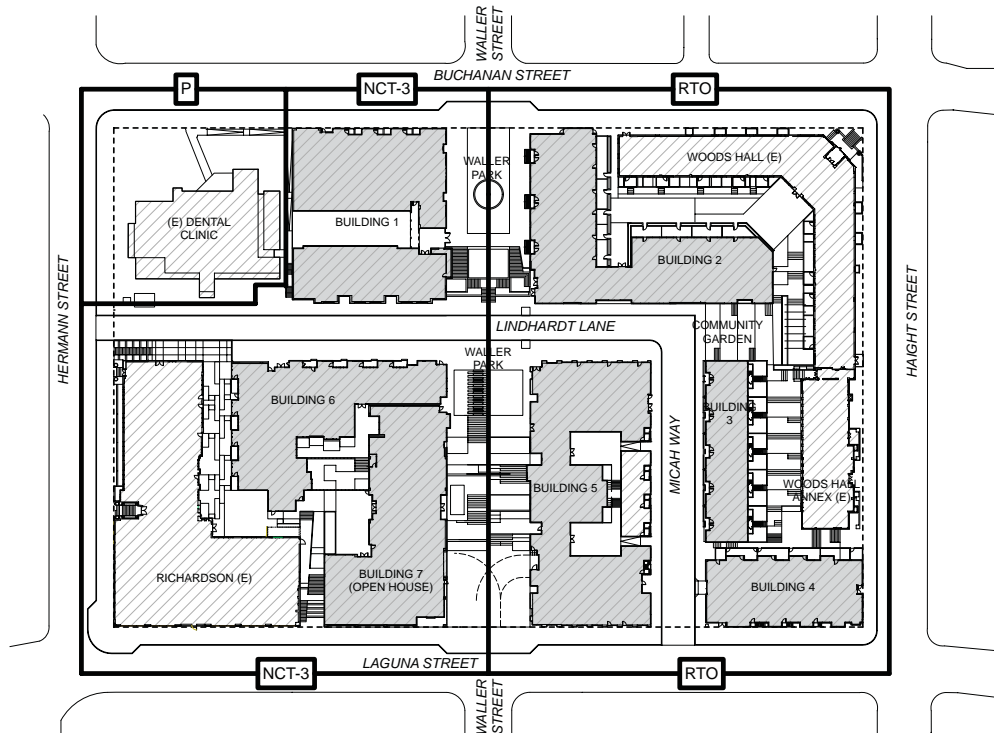 WALLER
STREET
BUCHANAN STREET
P
NCT-3
RTO
WALLER
PARK
WOODS HALL (E)
(E) DENTAL
CLINIC
BUILDING 1
BUILDING 2
HERMANN STREET
HAIGHT STREET
LINDHARDT LANE
COMMUNITY
GARDEN
WALLER
PARK
BUILDING 6
BUILDING
3
MICAH WAY
BUILDING 5
WOODS HALL
ANNEX (E)
RICHARDSON (E)
BUILDING 7
(OPEN HOUSE)
BUILDING 4
LAGUNA STREET
NCT-3
RTO
WALLER
STREET